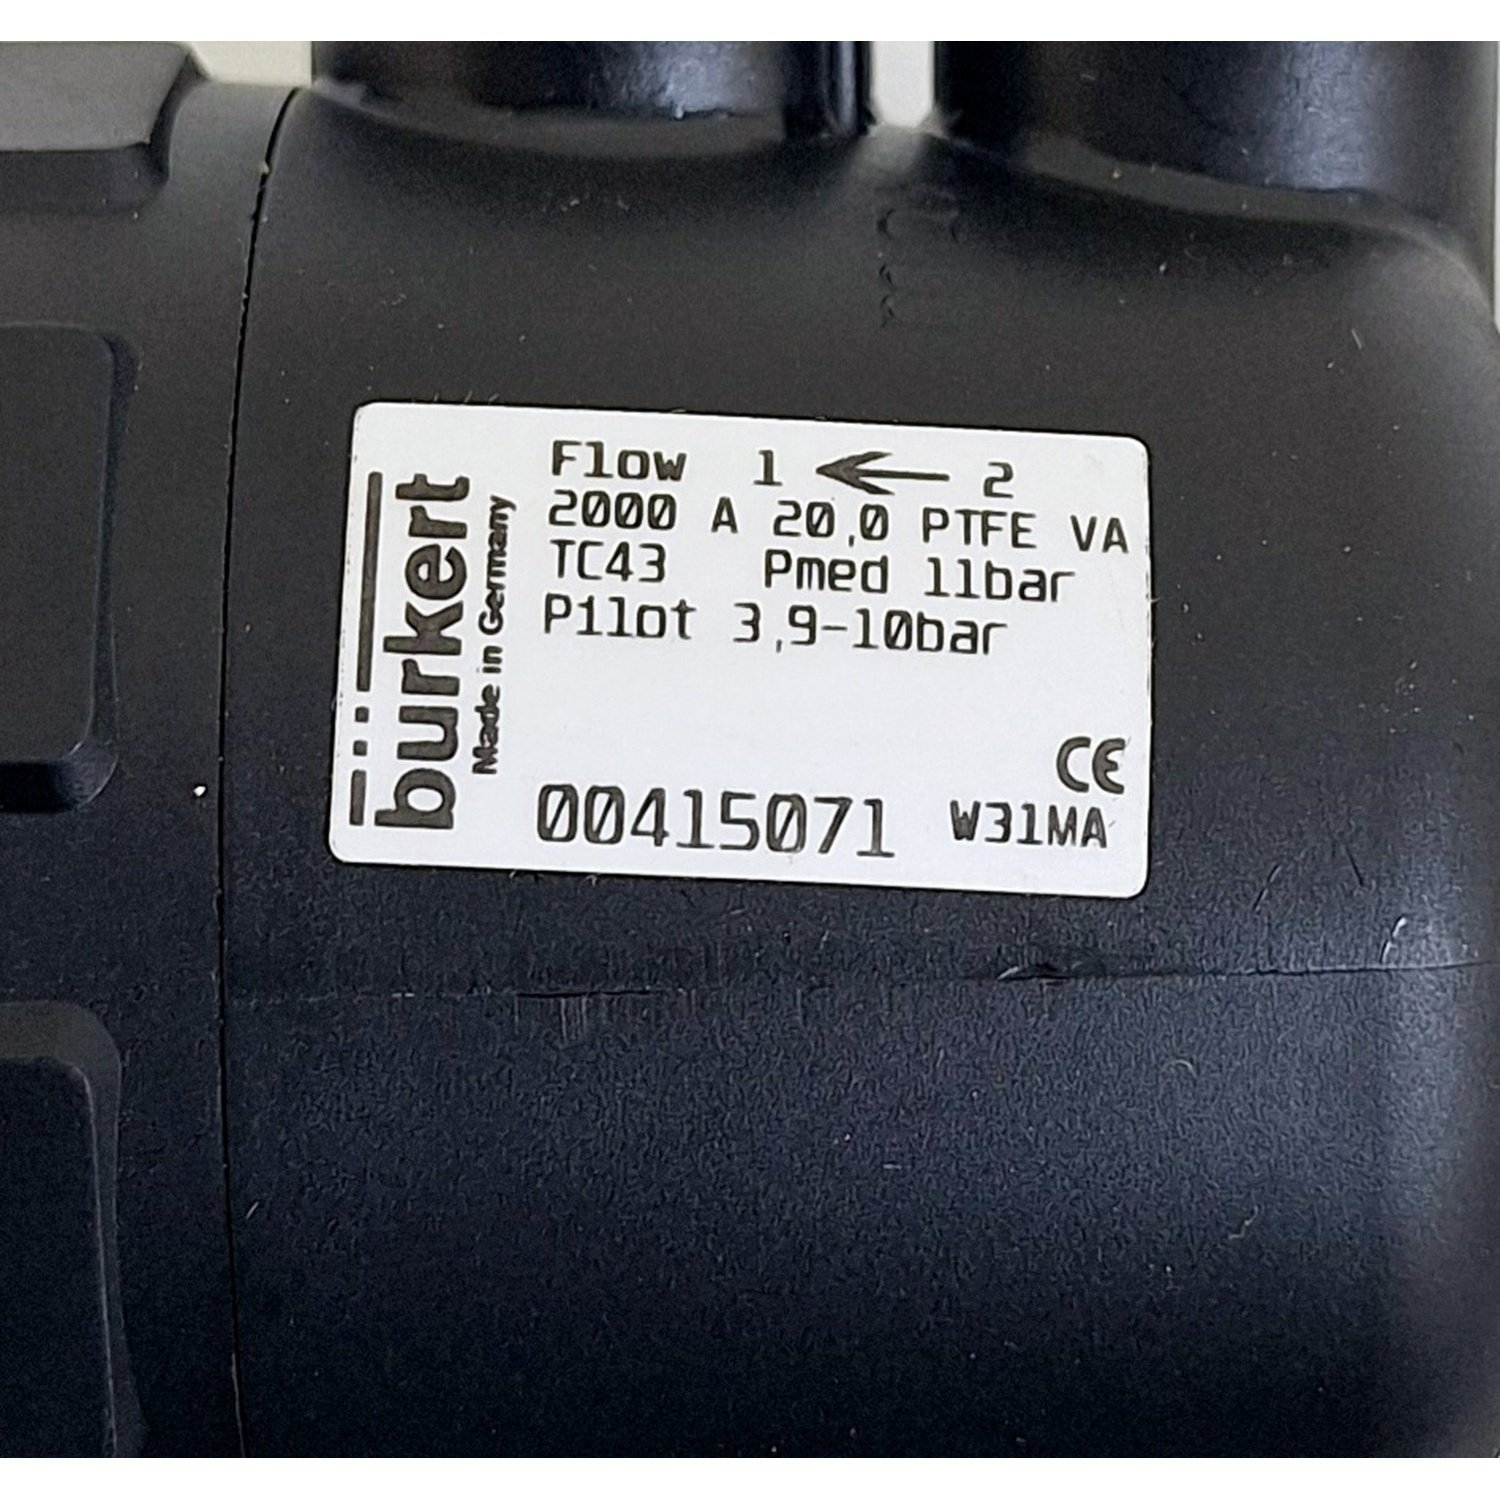 bürkert
Made in Germany
Flow 1 ← 2
2000 A 20,0 PTFE VA
TC43 Pmed 11bar
Pilot 3,9-10bar
CE
00415071 W31MA